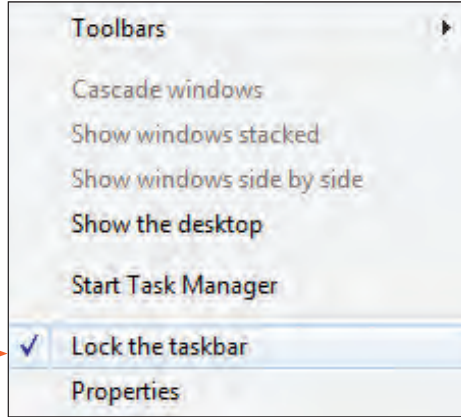 Toolbars
Cascade windows
Show windows stacked
Show windows side by side
Show the desktop
Start Task Manager
Lock the taskbar
Properties